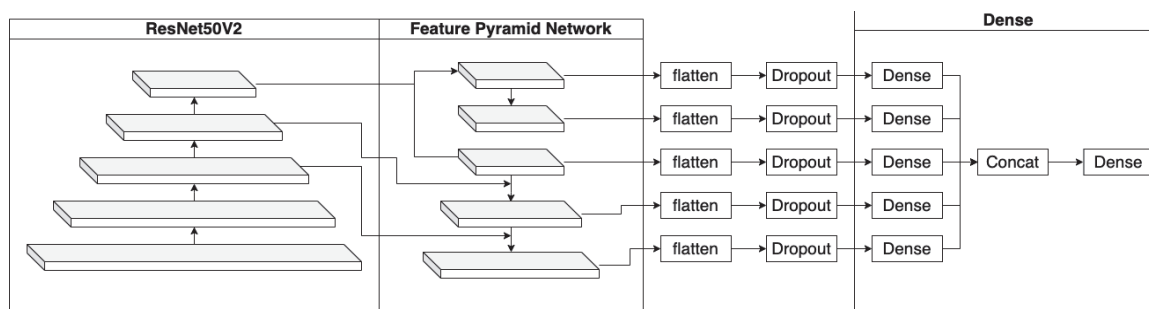 ResNet50V2
Feature Pyramid Network
Dense
flatten Dropout Dense
flatten Dropout Dense
flatten Dropout Dense Concat Dense
flatten Dropout Dense
flatten Dropout Dense